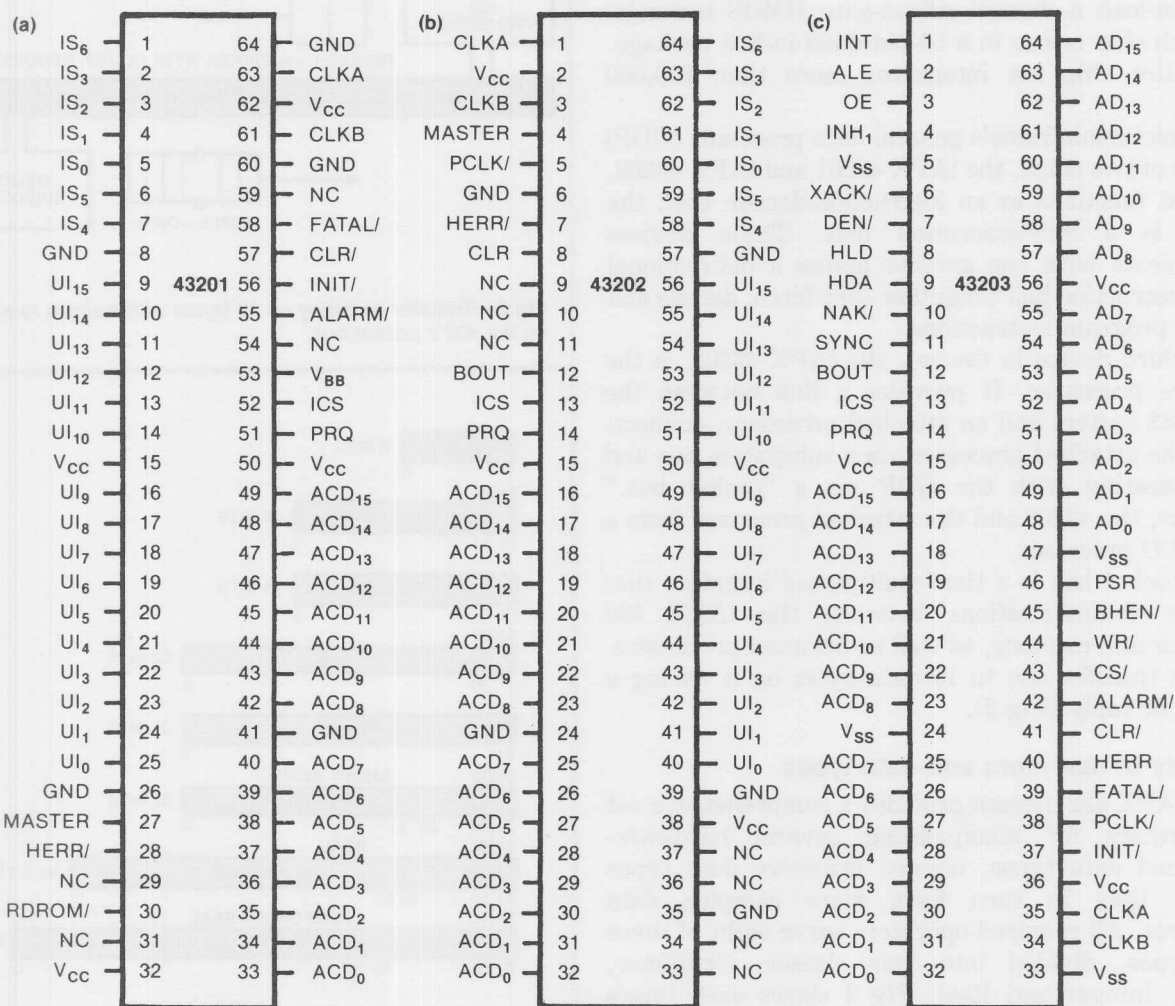 (a) (b) (c)
IS₆ 1 64 GND CLKA 1 64 IS₆ INT 1 64 AD₁₅
IS₃ 2 63 CLKA V_CC 2 63 IS₃ ALE 2 63 AD₁₄
IS₂ 3 62 V_CC CLKB 3 62 IS₂ OE 3 62 AD₁₃
IS₁ 4 61 CLKB MASTER 4 61 IS₁ INH₁ 4 61 AD₁₂
IS₀ 5 60 GND PCLK/ 5 60 IS₀ V_SS 5 60 AD₁₁
IS₅ 6 59 NC GND 6 59 IS₅ XACK/ 6 59 AD₁₀
IS₄ 7 58 FATAL/ HERR/ 7 58 IS₄ DEN/ 7 58 AD₉
GND 8 57 CLR/ CLR 8 57 GND HLD 8 57 AD₈
UI₁₅ 9 43201 56 INIT/ NC 9 43202 56 UI₁₅ HDA 9 43203 56 V_CC
UI₁₄ 10 55 ALARM/ NC 10 55 UI₁₄ NAK/ 10 55 AD₇
UI₁₃ 11 54 NC NC 11 54 UI₁₃ SYNC 11 54 AD₆
UI₁₂ 12 53 V_BB BOUT 12 53 UI₁₂ BOUT 12 53 AD₅
UI₁₁ 13 52 ICS ICS 13 52 UI₁₁ ICS 13 52 AD₄
UI₁₀ 14 51 PRQ PRQ 14 51 UI₁₀ PRQ 14 51 AD₃
V_CC 15 50 V_CC V_CC 15 50 V_CC V_CC 15 50 AD₂
UI₉ 16 49 ACD₁₅ ACD₁₅ 16 49 UI₉ ACD₁₅ 16 49 AD₁
UI₈ 17 48 ACD₁₄ ACD₁₄ 17 48 UI₈ ACD₁₄ 17 48 AD₀
UI₇ 18 47 ACD₁₃ ACD₁₃ 18 47 UI₇ ACD₁₃ 18 47 V_SS
UI₆ 19 46 ACD₁₂ ACD₁₂ 19 46 UI₆ ACD₁₂ 19 46 PSR
UI₅ 20 45 ACD₁₁ ACD₁₁ 20 45 UI₅ ACD₁₁ 20 45 BHEN/
UI₄ 21 44 ACD₁₀ ACD₁₀ 21 44 UI₄ ACD₁₀ 21 44 WR/
UI₃ 22 43 ACD₉ ACD₉ 22 43 UI₃ ACD₉ 22 43 CS/
UI₂ 23 42 ACD₈ ACD₈ 23 42 UI₂ ACD₈ 23 42 ALARM/
UI₁ 24 41 GND GND 24 41 UI₁ V_SS 24 41 CLR/
UI₀ 25 40 ACD₇ ACD₇ 25 40 UI₀ ACD₇ 25 40 HERR
GND 26 39 ACD₆ ACD₆ 26 39 GND ACD₆ 26 39 FATAL/
MASTER 27 38 ACD₅ ACD₅ 27 38 V_CC ACD₅ 27 38 PCLK/
HERR/ 28 37 ACD₄ ACD₄ 28 37 NC ACD₄ 28 37 INIT/
NC 29 36 ACD₃ ACD₃ 29 36 NC ACD₃ 29 36 V_CC
RDROM/ 30 35 ACD₂ ACD₂ 30 35 GND ACD₂ 30 35 CLKA
NC 31 34 ACD₁ ACD₁ 31 34 NC ACD₁ 31 34 CLKB
V_CC 32 33 ACD₀ ACD₀ 32 33 NC ACD₀ 32 33 V_SS